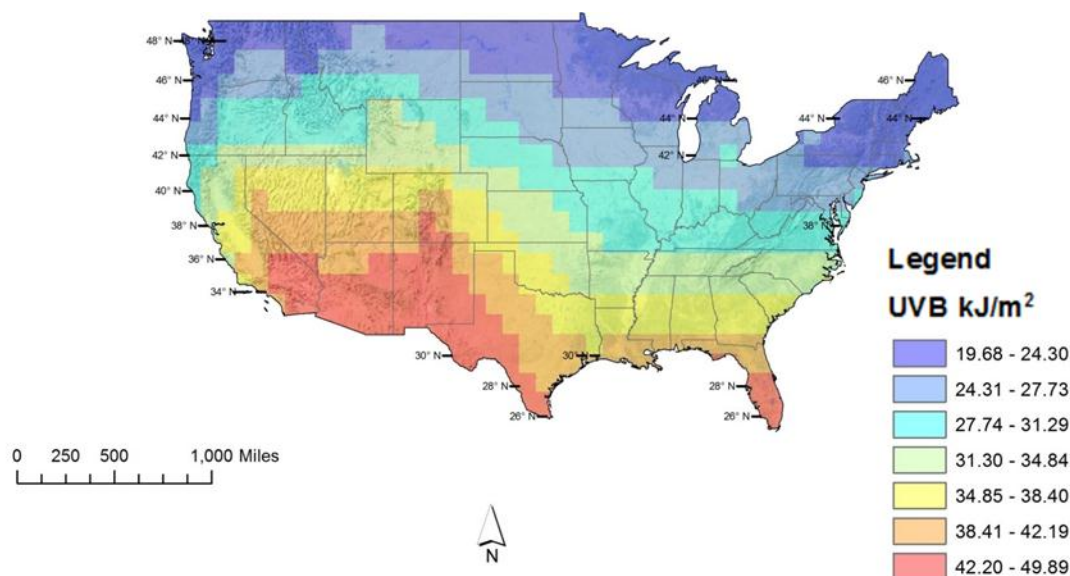 48° N
46° N
46° N
46° N
44° N
44° N
44° N
44° N
42° N
42° N
40° N
38° N
38° N
36° N
34° N
30° N
30° N
28° N
28° N
26° N
26° N
Legend
UVB kJ/m²
19.68 - 24.30
24.31 - 27.73
27.74 - 31.29
31.30 - 34.84
34.85 - 38.40
38.41 - 42.19
42.20 - 49.89
0 250 500 1,000 Miles
N